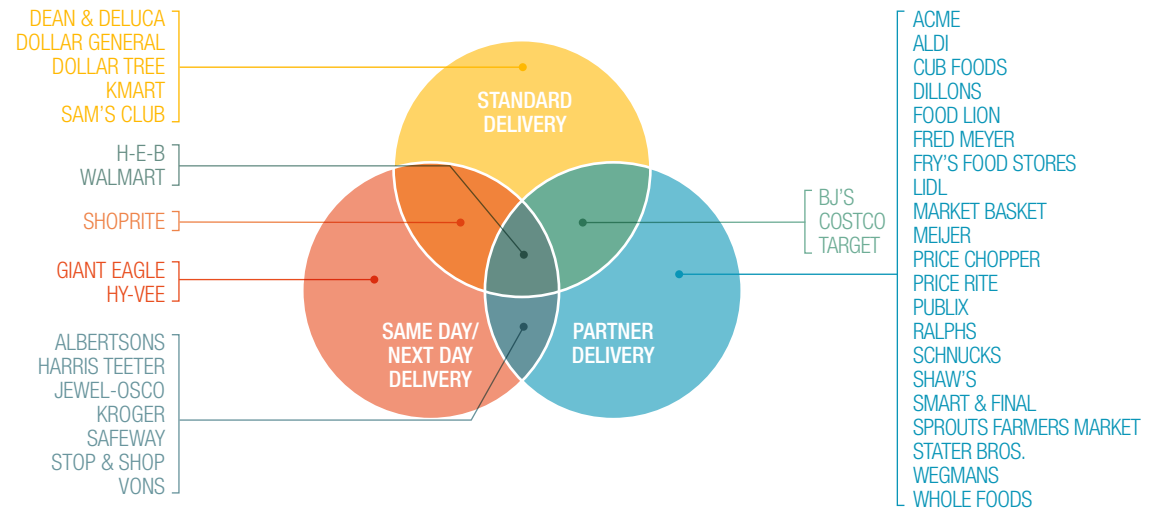 DEAN & DELUCA
DOLLAR GENERAL
DOLLAR TREE
KMART
SAM'S CLUB
H-E-B
WALMART
SHOPRITE
GIANT EAGLE
HY-VEE
ALBERTSONS
HARRIS TEETER
JEWEL-OSCO
KROGER
SAFEWAY
STOP & SHOP
VONS
STANDARD
DELIVERY
SAME DAY/
NEXT DAY
DELIVERY
PARTNER
DELIVERY
BJ'S
COSTCO
TARGET
ACME
ALDI
CUB FOODS
DILLONS
FOOD LION
FRED MEYER
FRY'S FOOD STORES
LIDL
MARKET BASKET
MEIJER
PRICE CHOPPER
PRICE RITE
PUBLIX
RALPHS
SCHNUCKS
SHAW'S
SMART & FINAL
SPROUTS FARMERS MARKET
STATER BROS.
WEGMANS
WHOLE FOODS